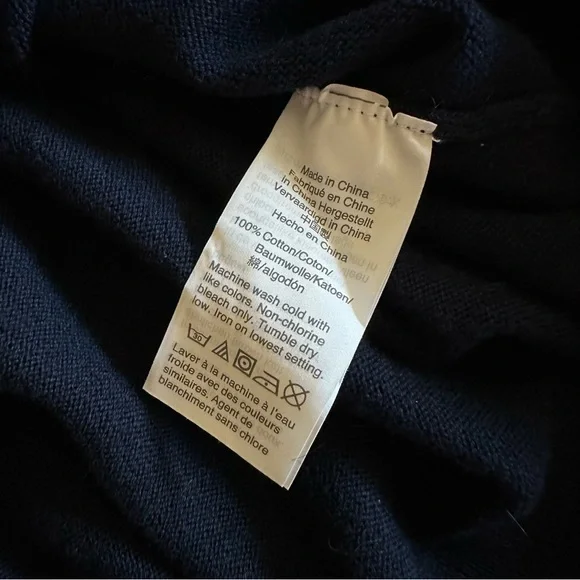 Made in China
Fabriqué en Chine
In China Hergestellt
Vervaardigd in China
中国製
Hecho en China
100% Cotton/Coton/
Baumwolle/Katoen/
綿/algodón
Machine wash cold with
like colors. Non-chlorine
bleach only. Tumble dry
low. Iron on lowest setting.
30
Laver à la machine à l'eau
froide avec des couleurs
similaires. Agent de
blanchiment sans chlore